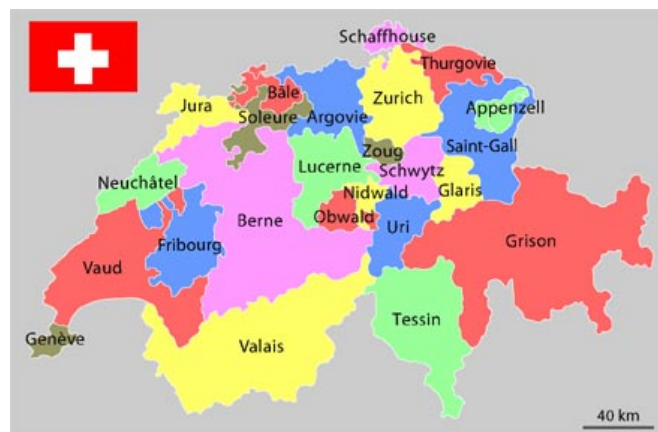 Schaffhouse
Thurgovie
Bâle
Zurich
Jura
Appenzell
Soleure
Argovie
Saint-Gall
Zoug
Lucerne
Schwytz
Neuchâtel
Nidwald
Glaris
Obwald
Berne
Uri
Fribourg
Grison
Vaud
Tessin
Genève
Valais
40 km